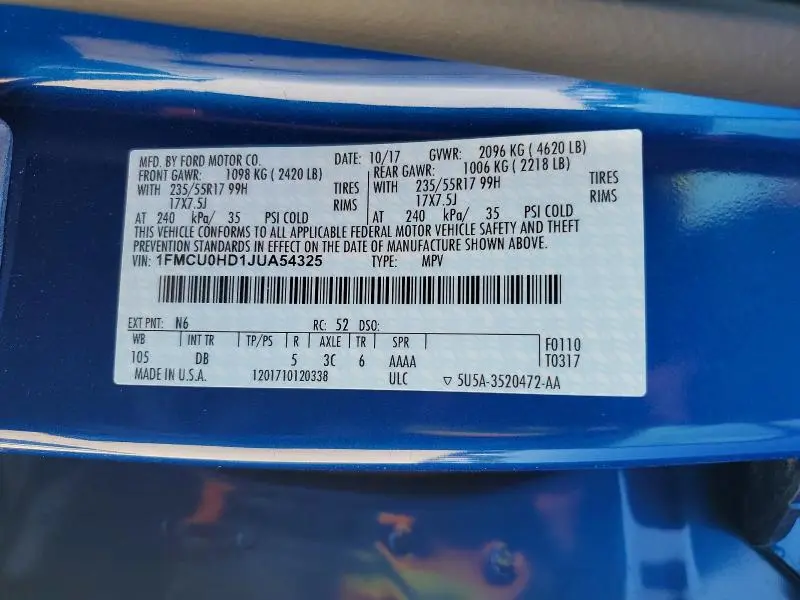 MFD. BY FORD MOTOR CO. DATE: 10/17 GVWR: 2096 KG ( 4620 LB)
FRONT GAWR: 1098 KG ( 2420 LB) REAR GAWR: 1006 KG ( 2218 LB)
WITH 235/55R17 99H TIRES WITH 235/55R17 99H TIRES
17X7.5J RIMS 17X7.5J RIMS
AT 240 kPa/ 35 PSI COLD AT 240 kPa/ 35 PSI COLD
THIS VEHICLE CONFORMS TO ALL APPLICABLE FEDERAL MOTOR VEHICLE SAFETY AND THEFT
PREVENTION STANDARDS IN EFFECT ON THE DATE OF MANUFACTURE SHOWN ABOVE.
VIN: 1FMCU0HD1JUA54325 TYPE: MPV
EXT PNT: N6 RC: 52 DSO:
WB INT TR TP/PS R AXLE TR SPR F0110
105 DB 5 3C 6 AAAA T0317
MADE IN U.S.A. 1201710120338 ULC ▽ 5U5A-3520472-AA